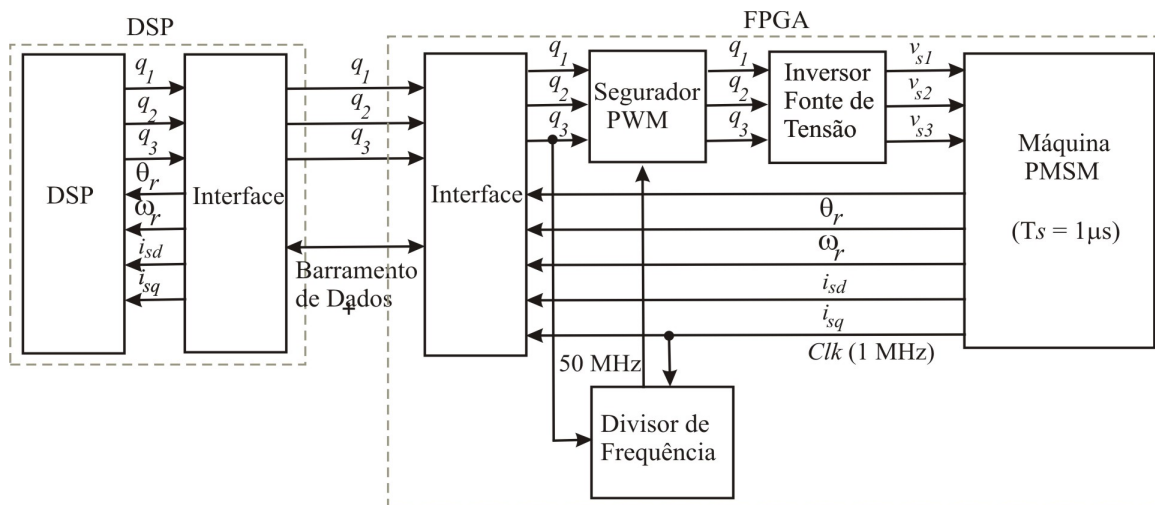 DSP
FPGA
q1
q2
q3
θr
ωr
isd
isq
DSP
Interface
q1
q2
q3
Barramento
de Dados
+
Interface
q1
q2
q3
Segurador
PWM
q1
q2
q3
Inversor
Fonte de
Tensão
vs1
vs2
vs3
Máquina
PMSM
(Ts = 1μs)
θr
ωr
isd
isq
Clk (1 MHz)
50 MHz
Divisor de
Frequência